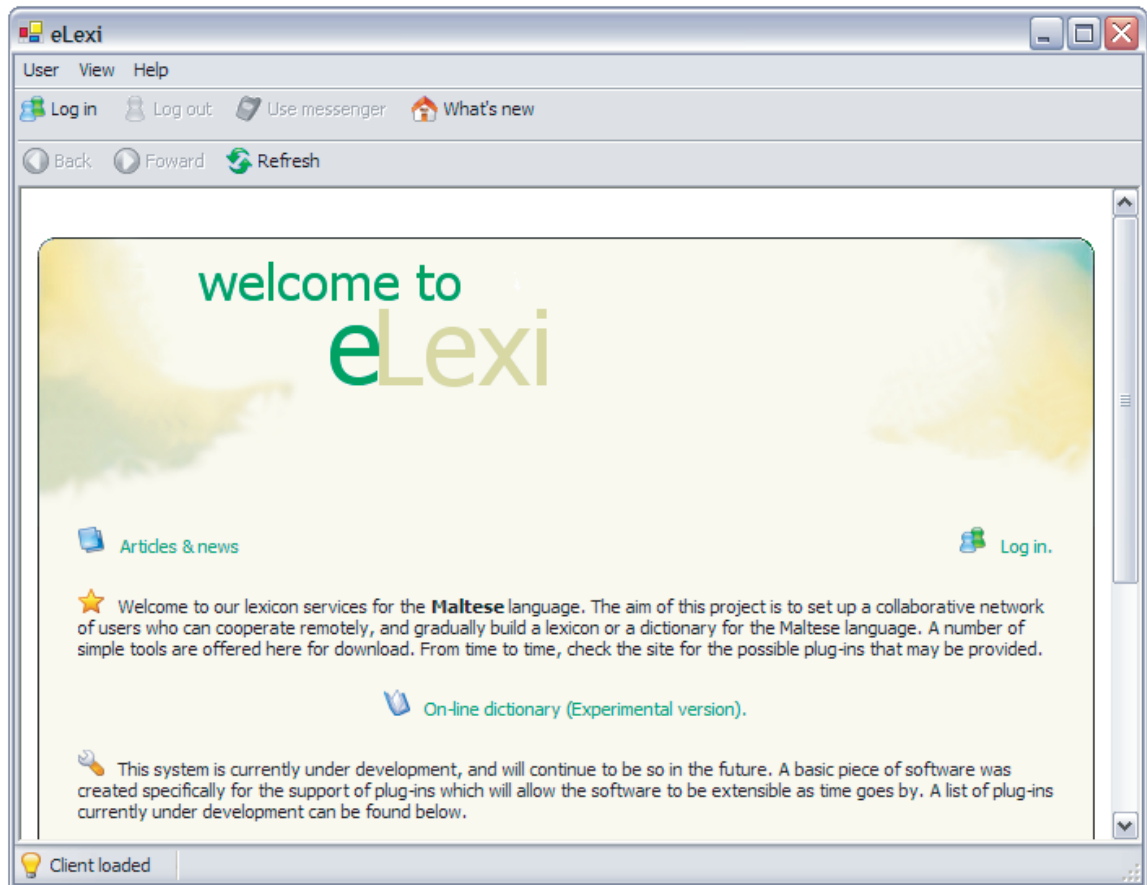 eLexi
User View Help
Log in Log out Use messenger What's new
Back Foward Refresh
welcome to
eLexi
Articles & news Log in.
Welcome to our lexicon services for the Maltese language. The aim of this project is to set up a collaborative network
of users who can cooperate remotely, and gradually build a lexicon or a dictionary for the Maltese language. A number of
simple tools are offered here for download. From time to time, check the site for the possible plug-ins that may be provided.
On-line dictionary (Experimental version).
This system is currently under development, and will continue to be so in the future. A basic piece of software was
created specifically for the support of plug-ins which will allow the software to be extensible as time goes by. A list of plug-ins
currently under development can be found below.
Client loaded